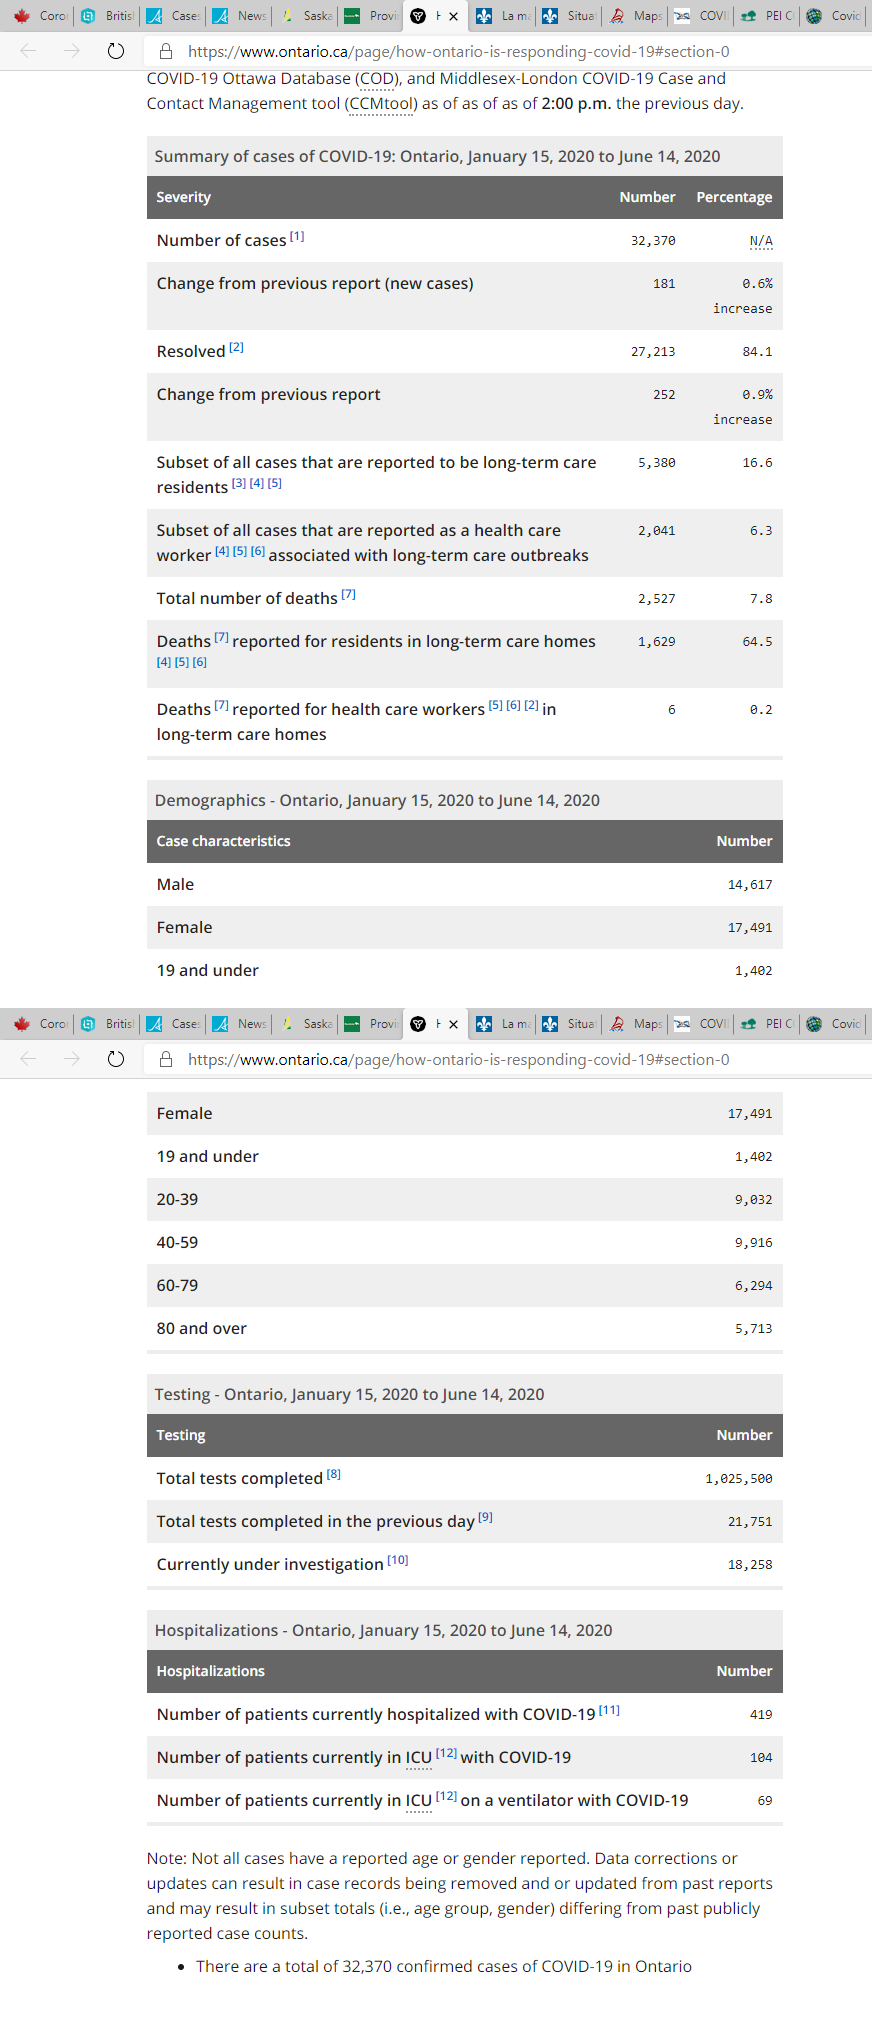 Coror Britis Case: News Saska Provi H La ma Situat Maps COVI PEI C Covid
https://www.ontario.ca/page/how-ontario-is-responding-covid-19#section-0
COVID-19 Ottawa Database (COD), and Middlesex-London COVID-19 Case and
Contact Management tool (CCMtool) as of as of as of 2:00 p.m. the previous day.
Summary of cases of COVID-19: Ontario, January 15, 2020 to June 14, 2020
Severity Number Percentage
Number of cases [1] 32,370 N/A
Change from previous report (new cases) 181 0.6%
increase
Resolved [2] 27,213 84.1
Change from previous report 252 0.9%
increase
Subset of all cases that are reported to be long-term care 5,380 16.6
residents [3] [4] [5]
Subset of all cases that are reported as a health care 2,041 6.3
worker [4] [5] [6] associated with long-term care outbreaks
Total number of deaths [7] 2,527 7.8
Deaths [7] reported for residents in long-term care homes 1,629 64.5
[4] [5] [6]
Deaths [7] reported for health care workers [5] [6] [2] in 6 0.2
long-term care homes
Demographics - Ontario, January 15, 2020 to June 14, 2020
Case characteristics Number
Male 14,617
Female 17,491
19 and under 1,402
Coror Britis Case: News Saska Provi H La ma Situat Maps COVI PEI C Covid
https://www.ontario.ca/page/how-ontario-is-responding-covid-19#section-0
Female 17,491
19 and under 1,402
20-39 9,032
40-59 9,916
60-79 6,294
80 and over 5,713
Testing - Ontario, January 15, 2020 to June 14, 2020
Testing Number
Total tests completed [8] 1,025,500
Total tests completed in the previous day [9] 21,751
Currently under investigation [10] 18,258
Hospitalizations - Ontario, January 15, 2020 to June 14, 2020
Hospitalizations Number
Number of patients currently hospitalized with COVID-19 [11] 419
Number of patients currently in ICU [12] with COVID-19 104
Number of patients currently in ICU [12] on a ventilator with COVID-19 69
Note: Not all cases have a reported age or gender reported. Data corrections or
updates can result in case records being removed and or updated from past reports
and may result in subset totals (i.e., age group, gender) differing from past publicly
reported case counts.
• There are a total of 32,370 confirmed cases of COVID-19 in Ontario